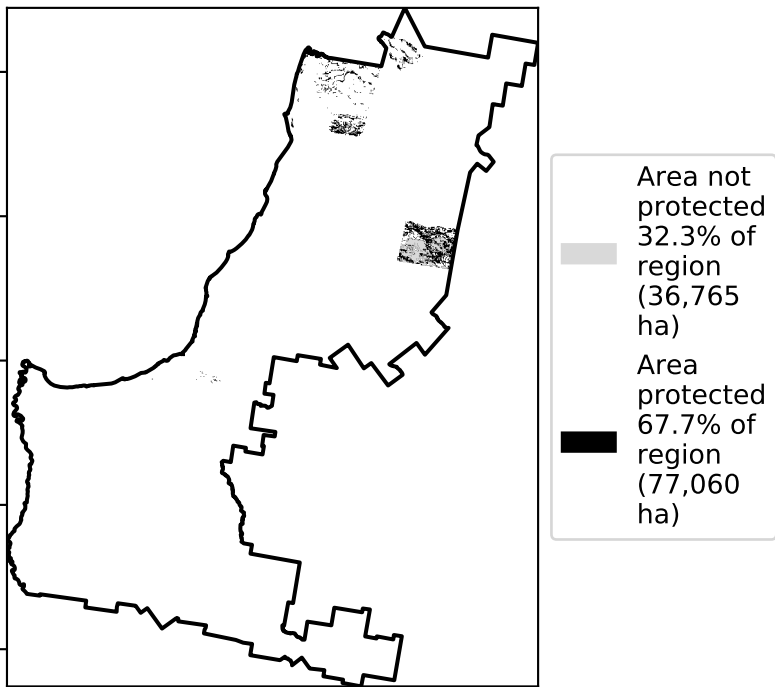 Area not
protected
32.3% of
region
(36,765
ha)
Area
protected
67.7% of
region
(77,060
ha)